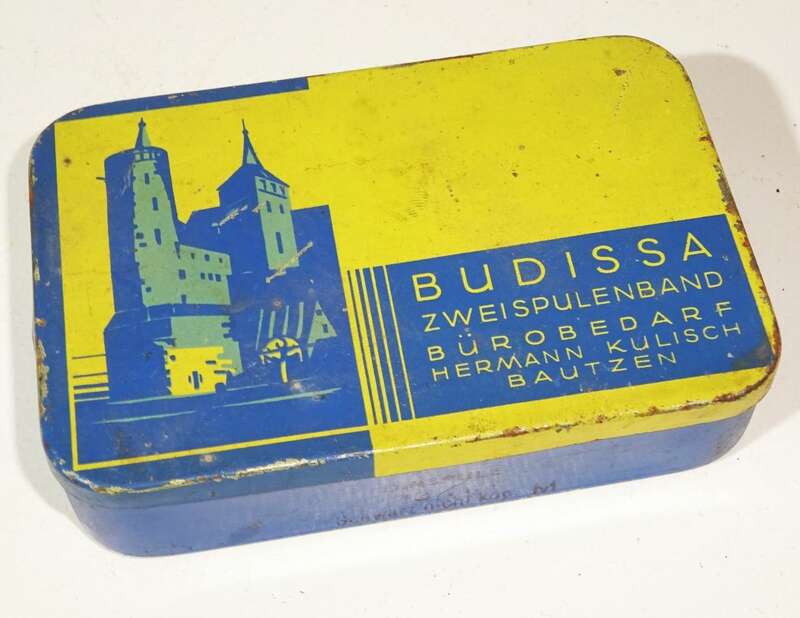 BUDISSA
ZWEISPULENBAND
BÜROBEDARF
HERMANN KULISCH
BAUTZEN